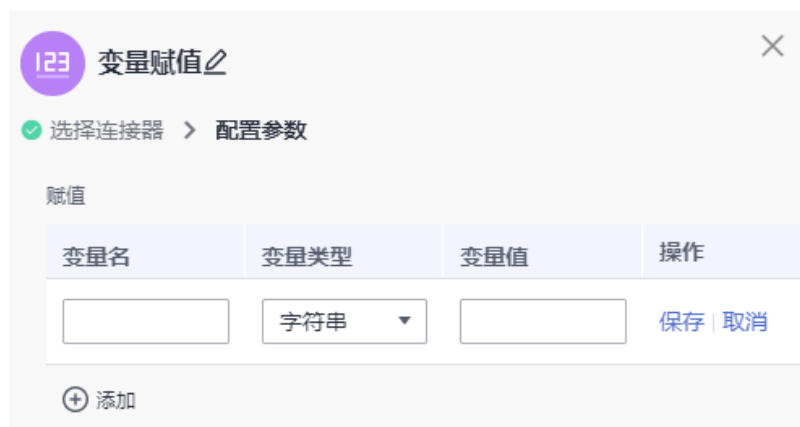 123 变量赋值
选择连接器 > 配置参数
赋值
变量名 变量类型 变量值 操作
字符串 保存 | 取消
添加